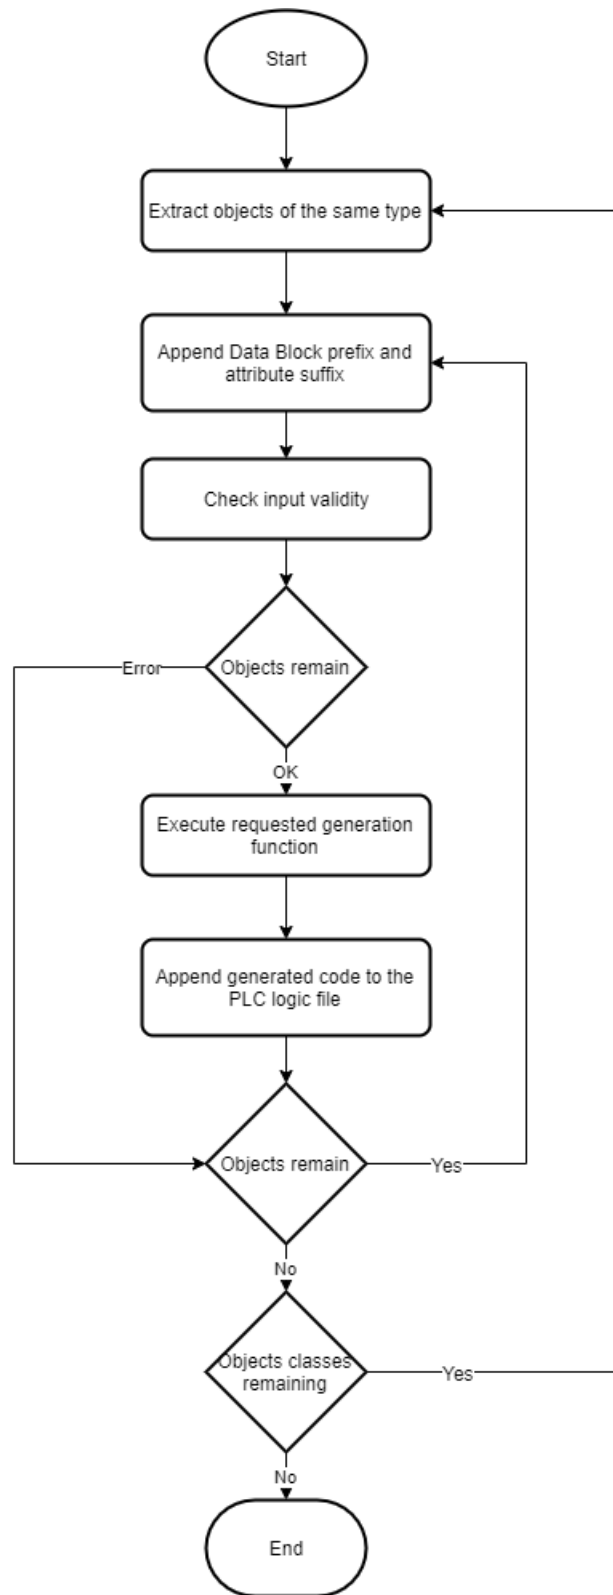 Start
Extract objects of the same type
Append Data Block prefix and
attribute suffix
Check input validity
Objects remain
Error
OK
Execute requested generation
function
Append generated code to the
PLC logic file
Objects remain
Yes
No
Objects classes
remaining
Yes
No
End